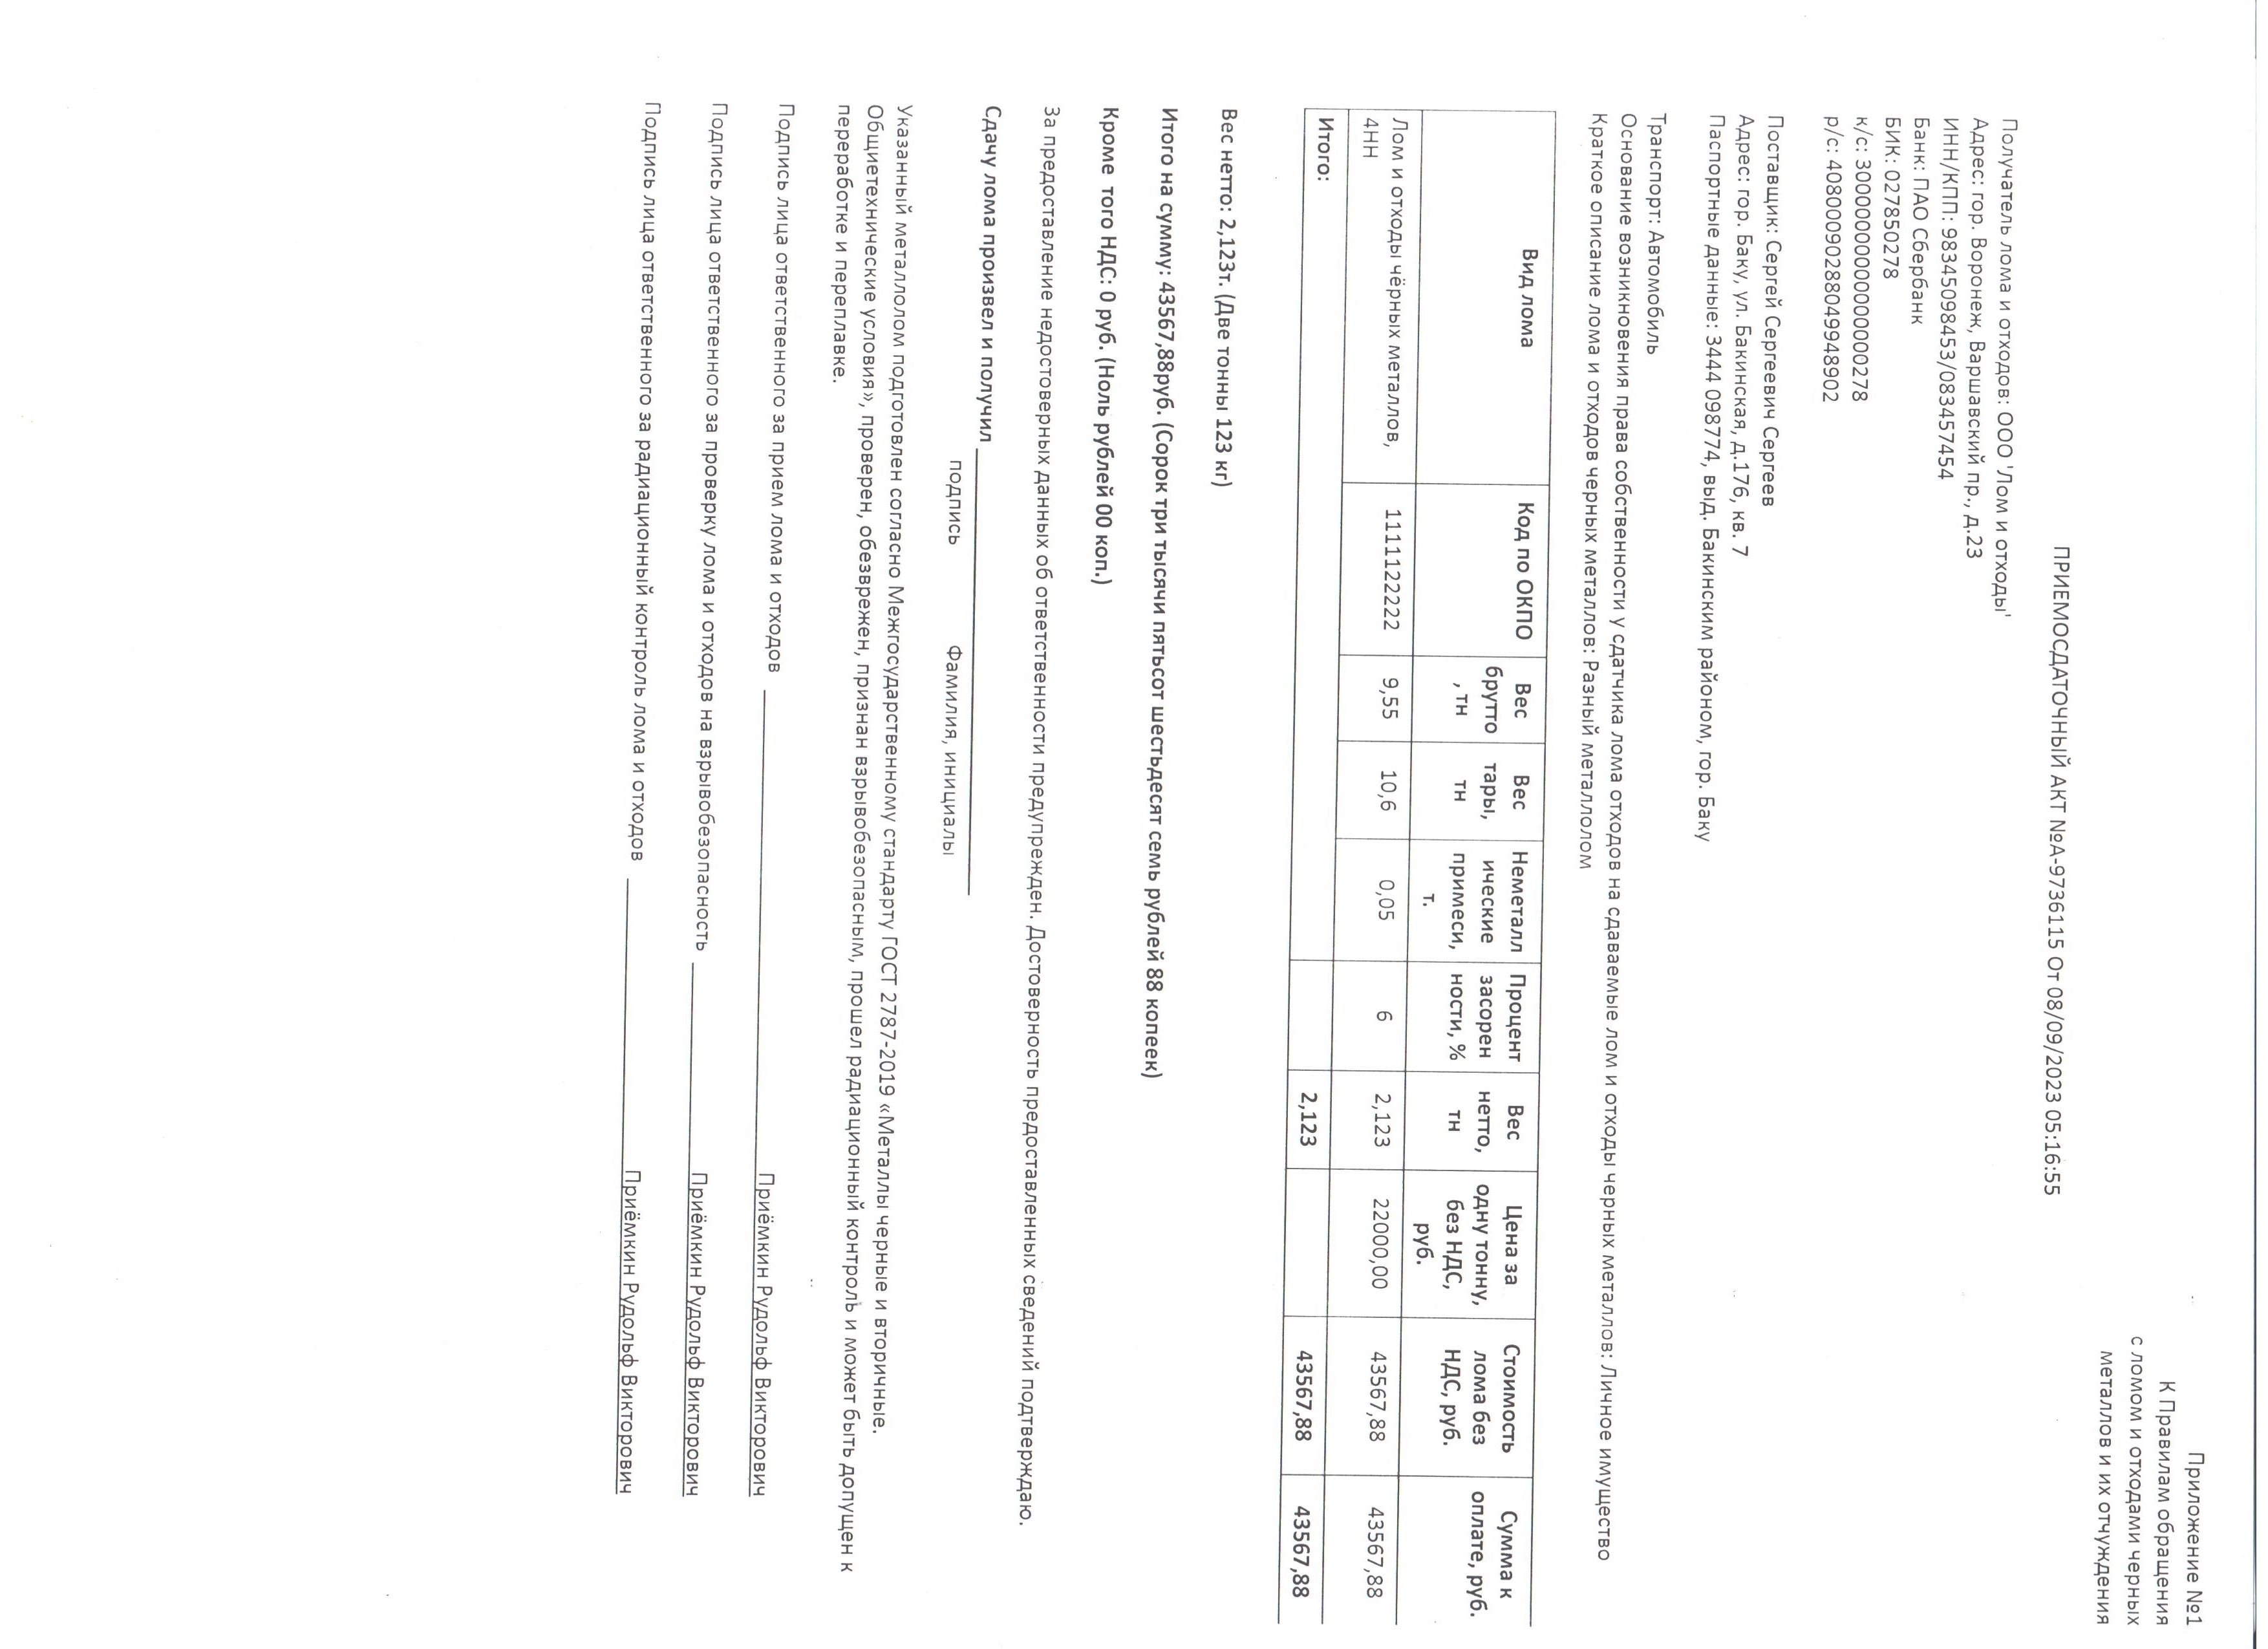 Приложение №1
К Правилам обращения
с ломом и отходами черных
металлов и их отчуждения
ПРИЕМОСДАТОЧНЫЙ АКТ №А-9736115 От 08/09/2023 05:16:55
Получатель лома и отходов: ООО 'Лом и отходы'
Адрес: гор. Воронеж, Варшавский пр., д.23
ИНН/КПП: 98345098453/083457454
Банк: ПАО Сбербанк
БИК: 027850278
к/с: 30000000000000000278
р/с: 40800090288049948902
Поставщик: Сергей Сергеевич Сергеев
Адрес: гор. Баку, ул. Бакинская, д.176, кв. 7
Паспортные данные: 3444 098774, выд. Бакинским районом, гор. Баку
Транспорт: Автомобиль
Основание возникновения права собственности у сдатчика лома отходов на сдаваемые лом и отходы черных металлов: Личное имущество
Краткое описание лома и отходов черных металлов: Разный металлолом
Вид лома Код по ОКПО Вес брутто, тн Вес тары, тн Неметаллические примеси, т. Процент засоренности, % Вес нетто, тн Цена за одну тонну, без НДС, руб. Стоимость лома без НДС, руб. Сумма к оплате, руб.
Лом и отходы чёрных металлов, 4НН 1111122222 9,55 10,6 0,05 6 2,123 22000,00 43567,88 43567,88
Итого: 2,123 43567,88 43567,88
Вес нетто: 2,123т. (Две тонны 123 кг)
Итого на сумму: 43567,88руб. (Сорок три тысячи пятьсот шестьдесят семь рублей 88 копеек)
Кроме того НДС: 0 руб. (Ноль рублей 00 коп.)
За предоставление недостоверных данных об ответственности предупрежден. Достоверность предоставленных сведений подтверждаю.
Сдачу лома произвел и получил
подпись Фамилия, инициалы
Указанный металлолом подготовлен согласно Межгосударственному стандарту ГОСТ 2787-2019 «Металлы черные и вторичные.
Общиетехнические условия», проверен, обезврежен, признан взрывобезопасным, прошел радиационный контроль и может быть допущен к
переработке и переплавке.
Подпись лица ответственного за прием лома и отходов Приёмкин Рудольф Викторович
Подпись лица ответственного за проверку лома и отходов на взрывобезопасность Приёмкин Рудольф Викторович
Подпись лица ответственного за радиационный контроль лома и отходов Приёмкин Рудольф Викторович